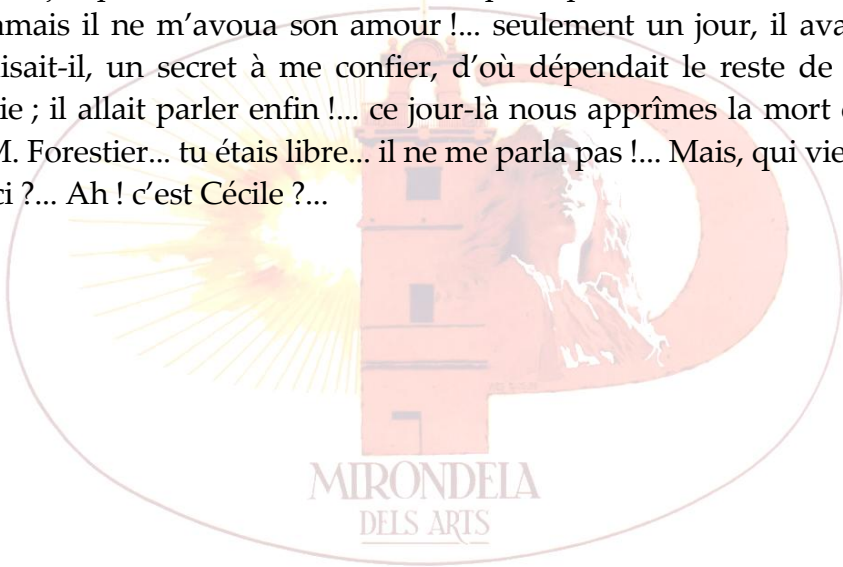 jamais il ne m'avoua son amour !... seulement un jour, il ava
disait-il, un secret à me confier, d'où dépendait le reste de
vie ; il allait parler enfin !... ce jour-là nous apprîmes la mort
M. Forestier... tu étais libre... il ne me parla pas !... Mais, qui vie
ici ?... Ah ! c'est Cécile ?...
MIRONDELA
DELS ARTS